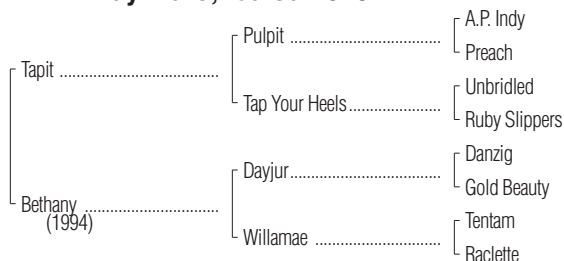 A.P. Indy
Pulpit
Preach
Tapit
Unbridled
Tap Your Heels
Ruby Slippers
Danzig
Dayjur
Gold Beauty
Bethany
(1994)
Tentam
Willamae
Raclette